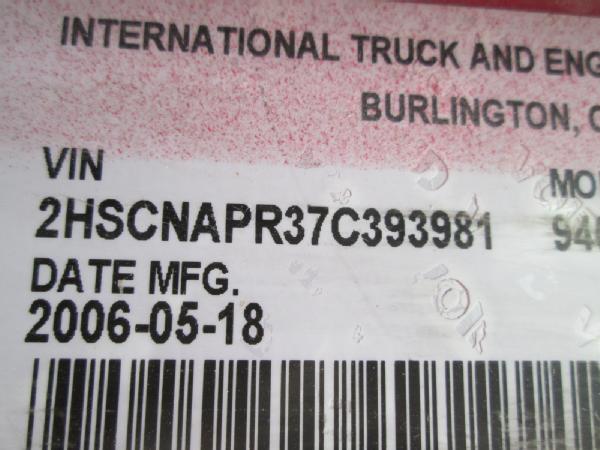 INTERNATIONAL TRUCK AND ENG
BURLINGTON,
VIN
2HSCNAPR37C393981
DATE MFG.
2006-05-18